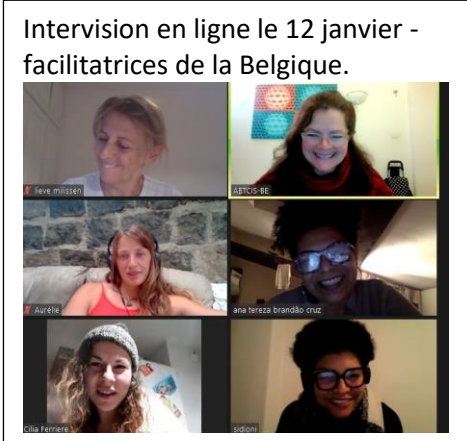 Intervision en ligne le 12 janvier -
facilitatrices de la Belgique.
lieve milissen
AETCIS-BE
Aurélie
ana tereza brandão cruz
Cilia Ferriere
sidioni